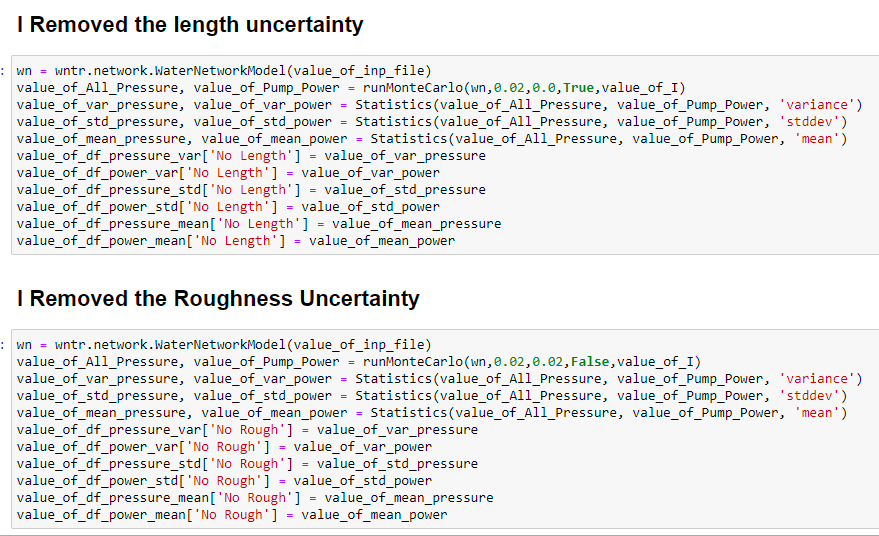 I Removed the length uncertainty
: wn = wntr.network.WaterNetworkModel(value_of_inp_file)
value_of_All_Pressure, value_of_Pump_Power = runMonteCarlo(wn,0.02,0.0,True,value_of_I)
value_of_var_pressure, value_of_var_power = Statistics(value_of_All_Pressure, value_of_Pump_Power, 'variance')
value_of_std_pressure, value_of_std_power = Statistics(value_of_All_Pressure, value_of_Pump_Power, 'stddev')
value_of_mean_pressure, value_of_mean_power = Statistics(value_of_All_Pressure, value_of_Pump_Power, 'mean')
value_of_df_pressure_var['No Length'] = value_of_var_pressure
value_of_df_power_var['No Length'] = value_of_var_power
value_of_df_pressure_std['No Length'] = value_of_std_pressure
value_of_df_power_std['No Length'] = value_of_std_power
value_of_df_pressure_mean['No Length'] = value_of_mean_pressure
value_of_df_power_mean['No Length'] = value_of_mean_power
I Removed the Roughness Uncertainty
: wn = wntr.network.WaterNetworkModel(value_of_inp_file)
value_of_All_Pressure, value_of_Pump_Power = runMonteCarlo(wn,0.02,0.02,False,value_of_I)
value_of_var_pressure, value_of_var_power = Statistics(value_of_All_Pressure, value_of_Pump_Power, 'variance')
value_of_std_pressure, value_of_std_power = Statistics(value_of_All_Pressure, value_of_Pump_Power, 'stddev')
value_of_mean_pressure, value_of_mean_power = Statistics(value_of_All_Pressure, value_of_Pump_Power, 'mean')
value_of_df_pressure_var['No Rough'] = value_of_var_pressure
value_of_df_power_var['No Rough'] = value_of_var_power
value_of_df_pressure_std['No Rough'] = value_of_std_pressure
value_of_df_power_std['No Rough'] = value_of_std_power
value_of_df_pressure_mean['No Rough'] = value_of_mean_pressure
value_of_df_power_mean['No Rough'] = value_of_mean_power